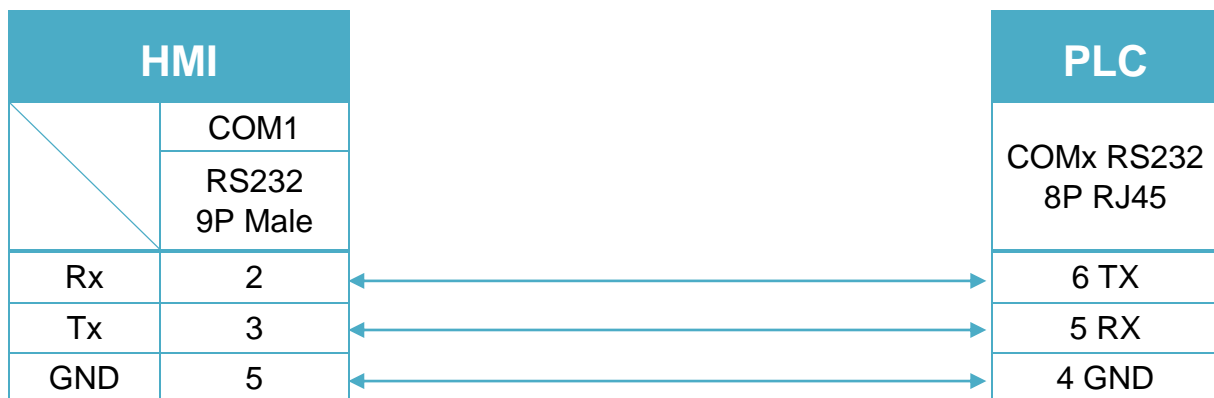 HMI PLC
COM1
RS232
9P Male
COMx RS232
8P RJ45
Rx 2 6 TX
Tx 3 5 RX
GND 5 4 GND